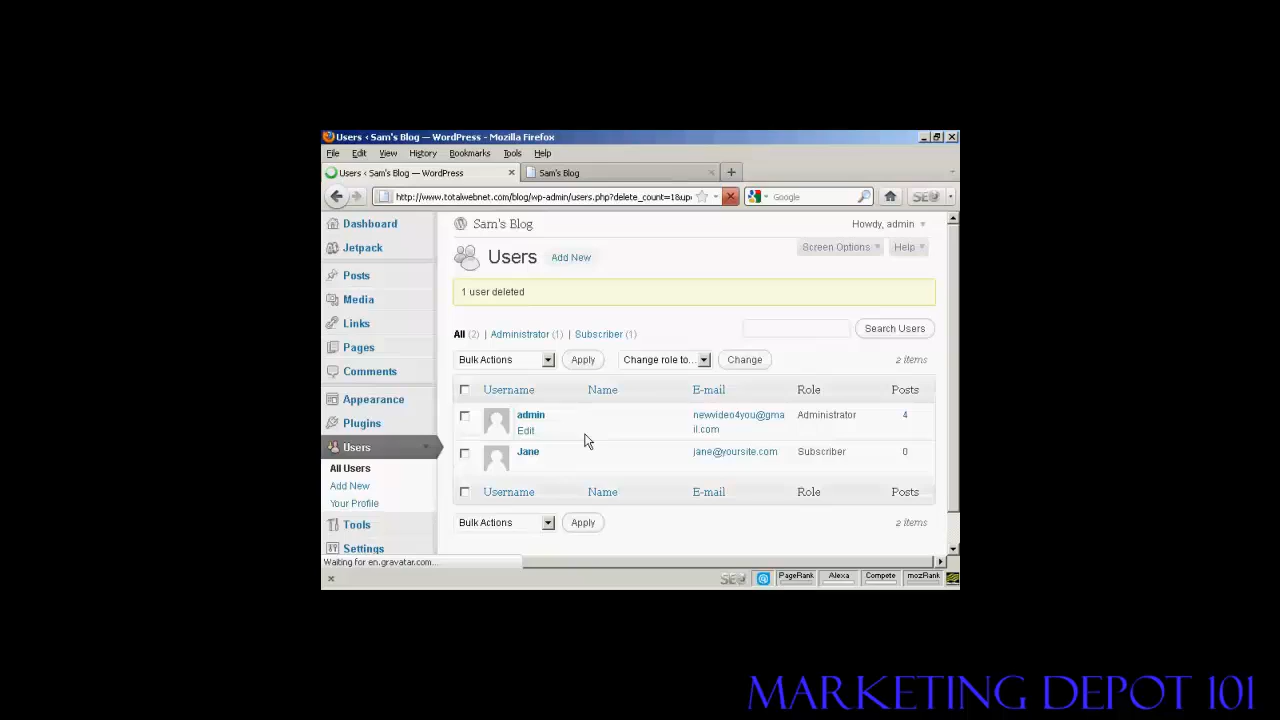 Users ‹ Sam's Blog — WordPress - Mozilla Firefox
File Edit View History Bookmarks Tools Help
Users ‹ Sam's Blog — WordPress Sam's Blog
http://www.totalwebnet.com/blog/wp-admin/users.php?delete_count=1&up Google SE
Dashboard
Jetpack
Posts
Media
Links
Pages
Comments
Appearance
Plugins
Users
All Users
Add New
Your Profile
Tools
Settings
Sam's Blog Howdy, admin
Screen Options Help
Users Add New
1 user deleted
All (2) | Administrator (1) | Subscriber (1) Search Users
Bulk Actions Apply Change role to... Change 2 items
Username Name E-mail Role Posts
admin newvideo4you@gma Administrator 4
Edit il.com
Jane jane@yoursite.com Subscriber 0
Username Name E-mail Role Posts
Bulk Actions Apply 2 items
Waiting for en.gravatar.com...
SE PageRank Alexa Compete mozRank
MARKETING DEPOT 101